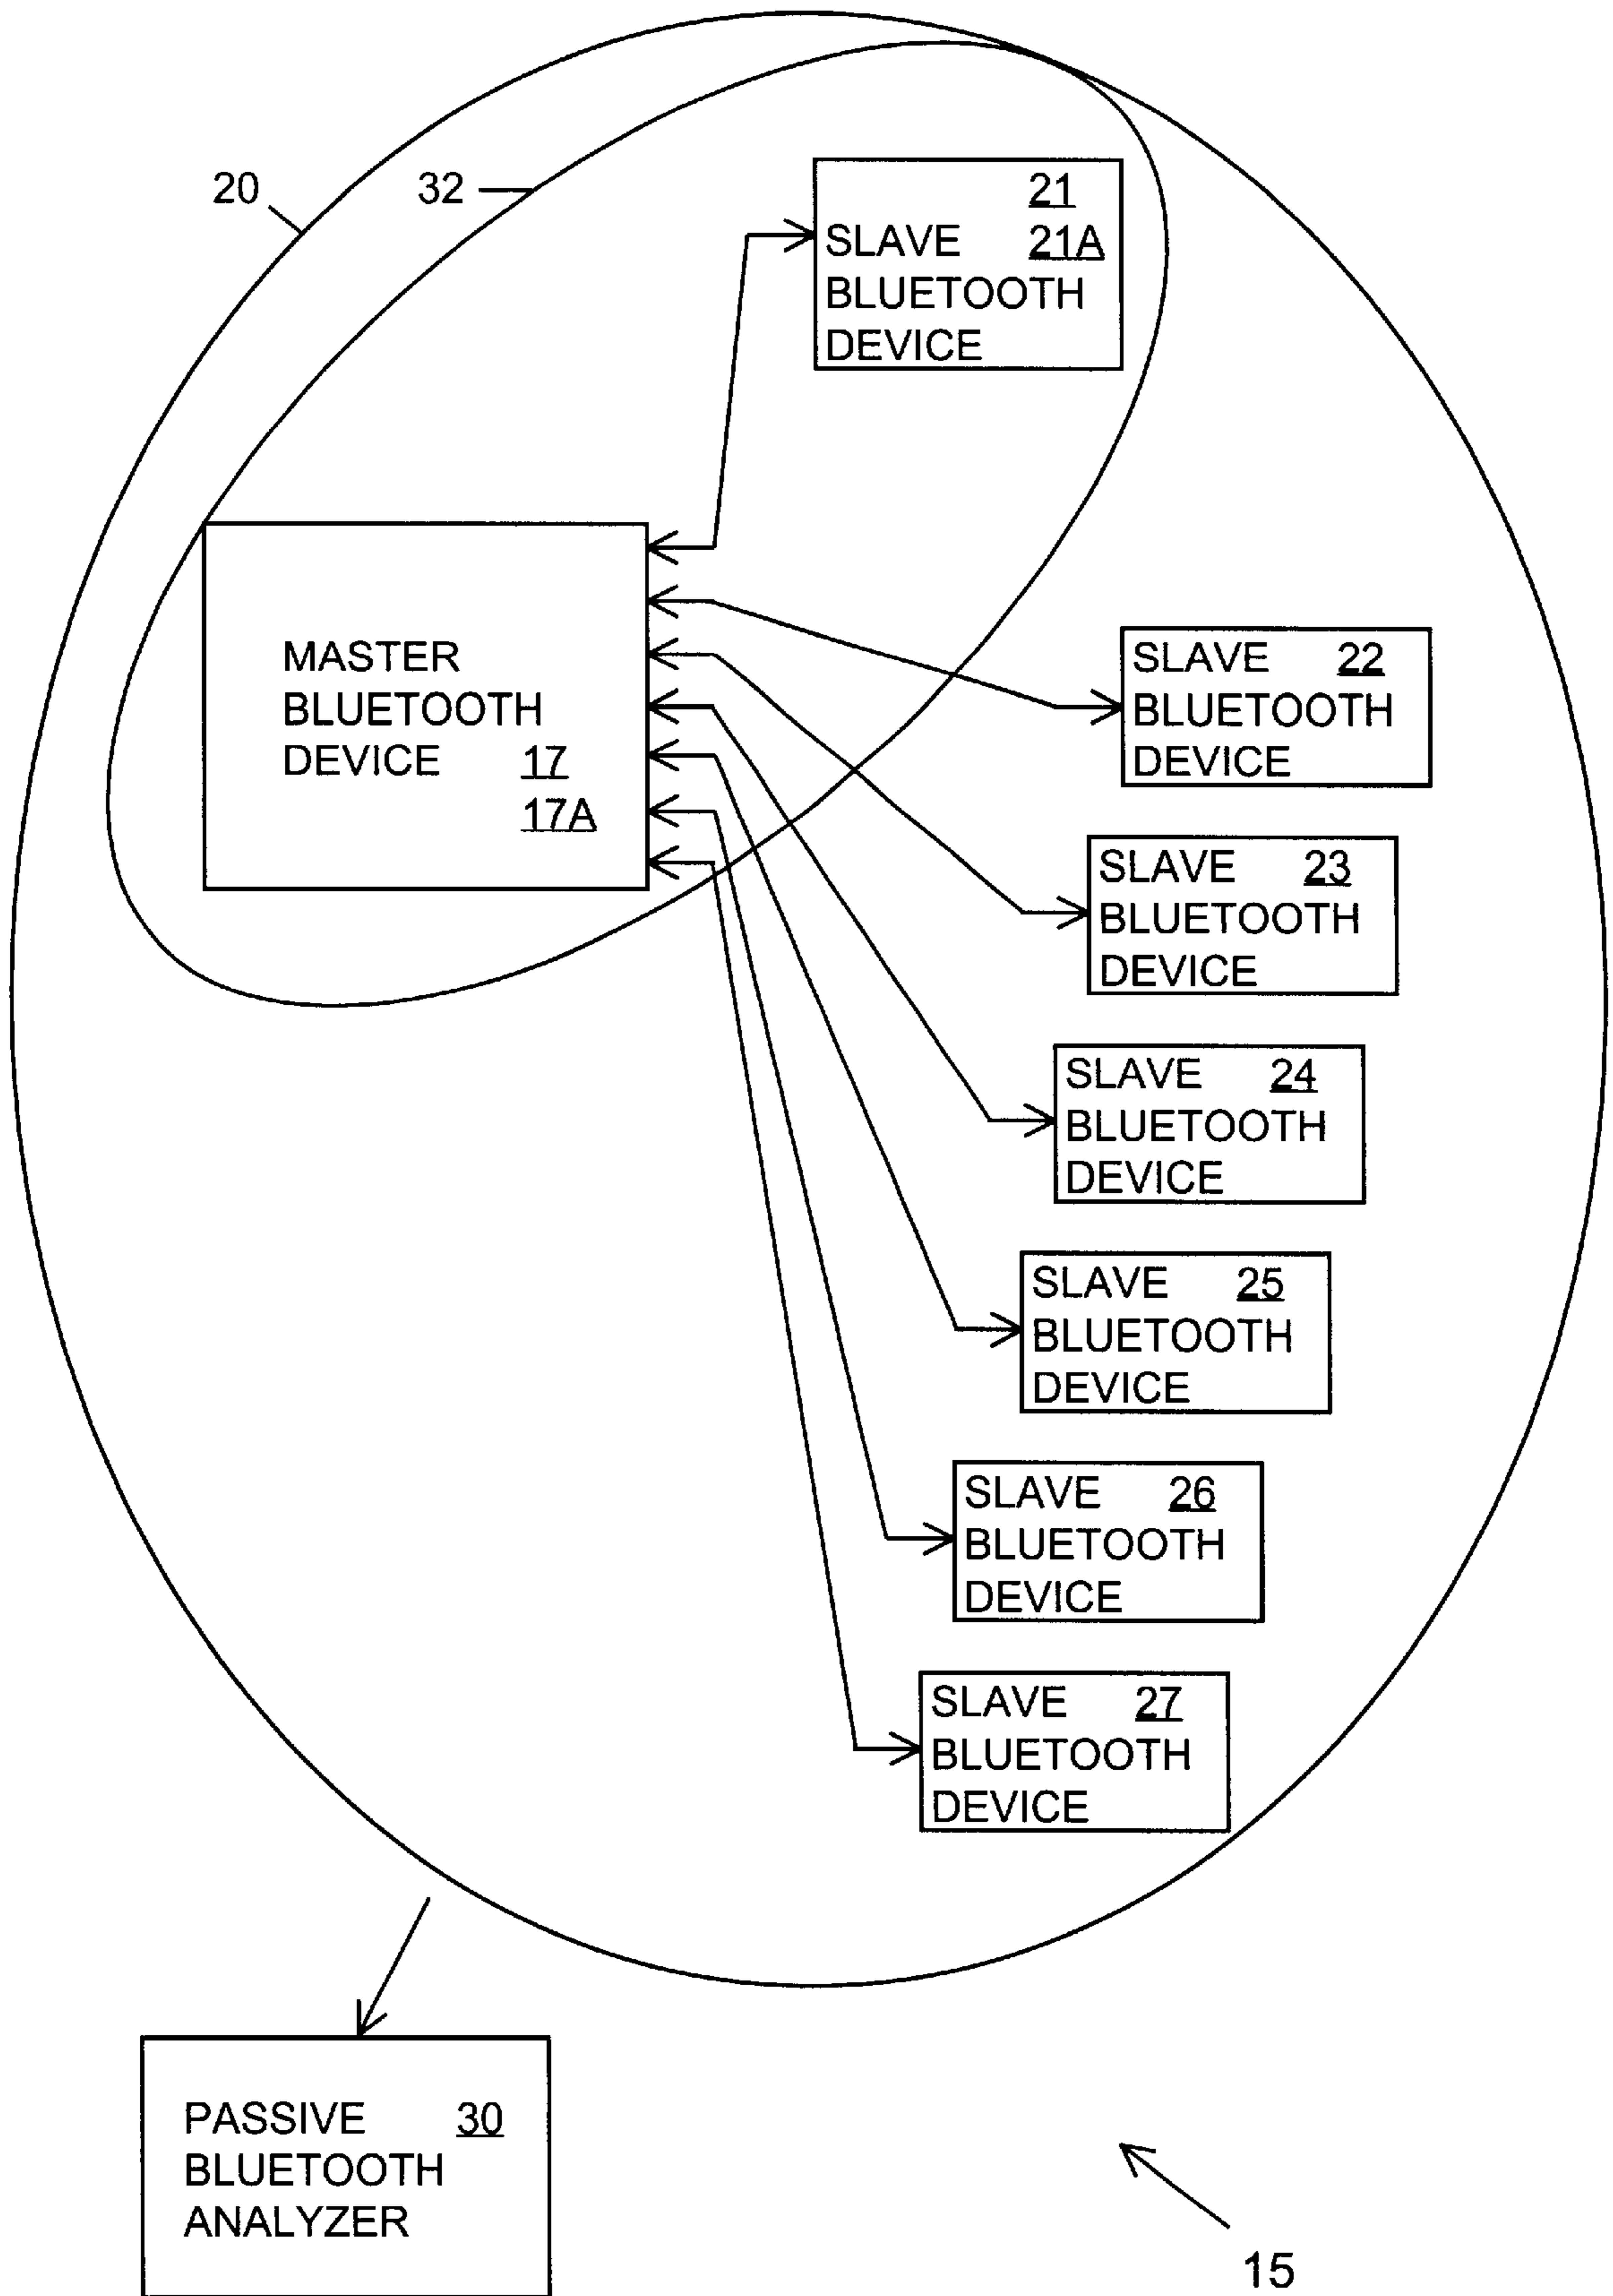 20
32
21
SLAVE 21A
BLUETOOTH
DEVICE
MASTER
BLUETOOTH
DEVICE 17
17A
SLAVE 22
BLUETOOTH
DEVICE
SLAVE 23
BLUETOOTH
DEVICE
SLAVE 24
BLUETOOTH
DEVICE
SLAVE 25
BLUETOOTH
DEVICE
SLAVE 26
BLUETOOTH
DEVICE
SLAVE 27
BLUETOOTH
DEVICE
PASSIVE 30
BLUETOOTH
ANALYZER
15